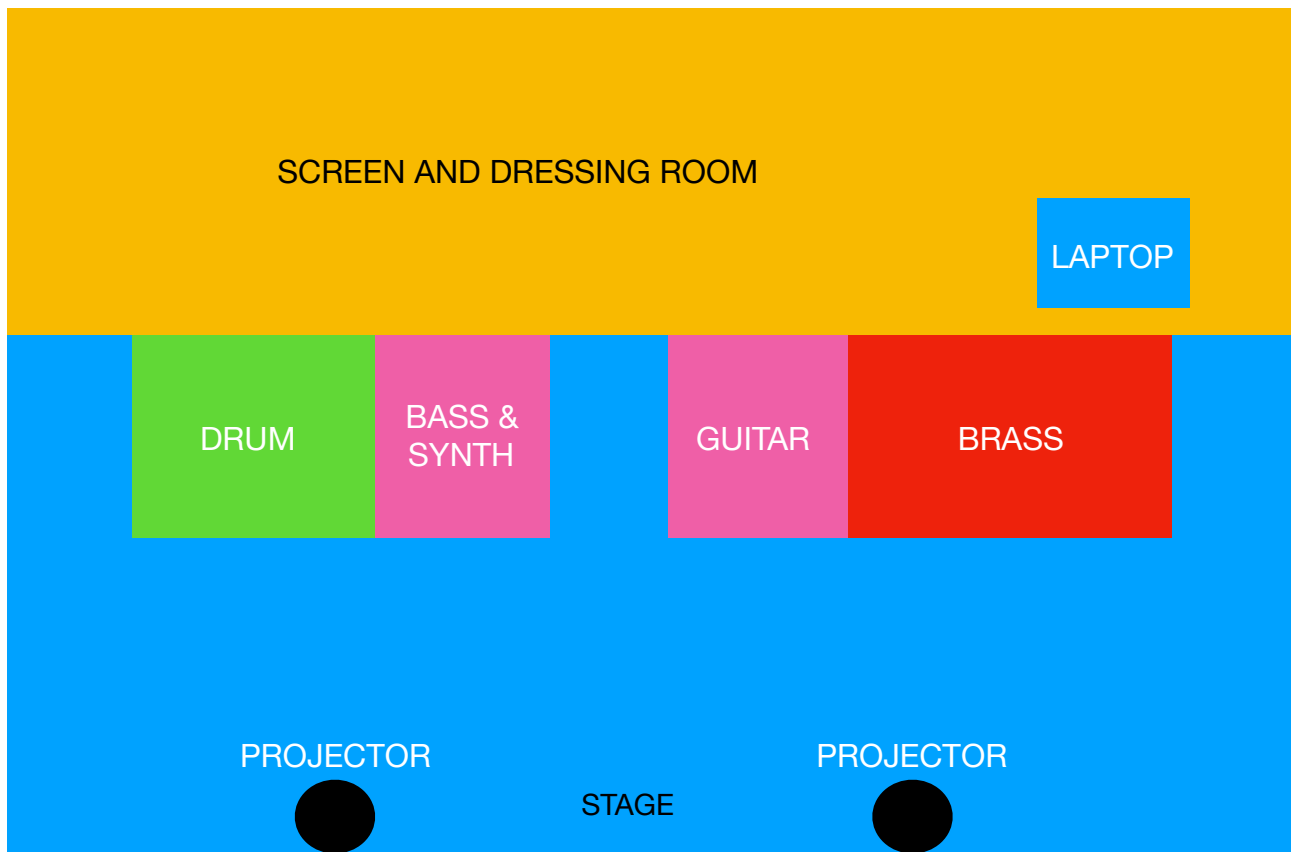 SCREEN AND DRESSING ROOM
LAPTOP
DRUM
BASS &
SYNTH
GUITAR
BRASS
PROJECTOR
PROJECTOR
STAGE